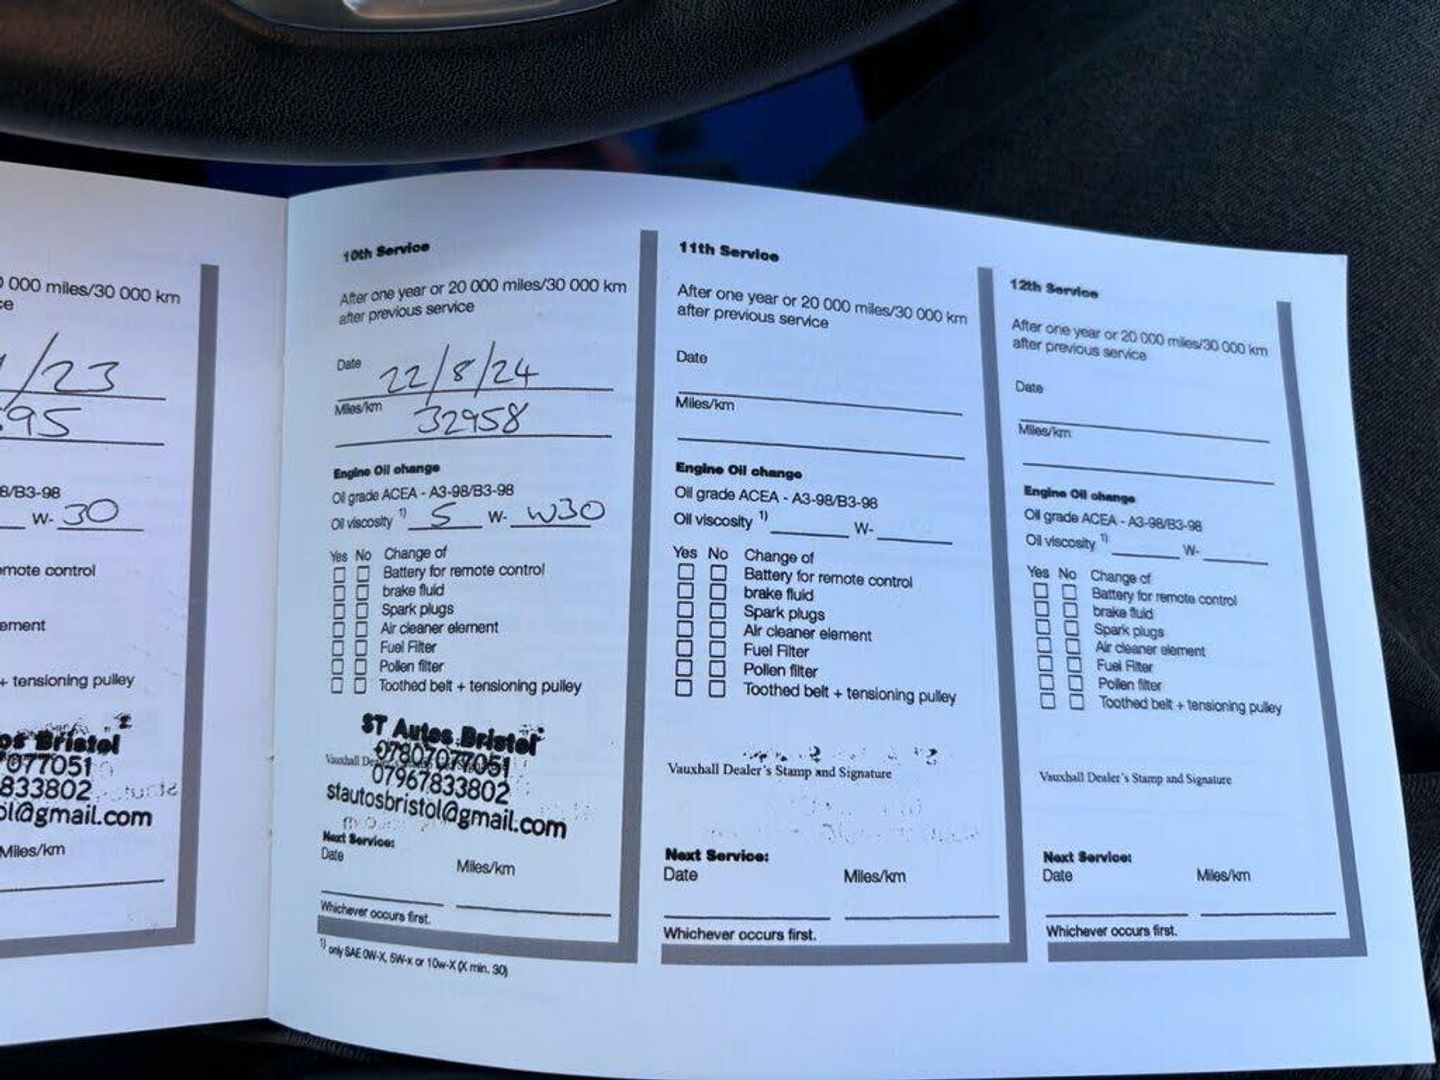 000 miles/30 000 km
/23
95
8/B3-98
W- 30
mote control
ement
+ tensioning pulley
Bristol
077051
833802
ol@gmail.com
Miles/km
10th Service
After one year or 20 000 miles/30 000 km
after previous service
Date 22/8/24
Miles/km 32958
Engine Oil change
Oil grade ACEA - A3-98/B3-98
Oil viscosity 1) 5 W- W30
Yes No Change of
Battery for remote control
brake fluid
Spark plugs
Air cleaner element
Fuel Filter
Pollen filter
Toothed belt + tensioning pulley
ST Autos Bristol
07807077051
Vauxhall
07967833802
stautosbristol@gmail.com
Next Service:
Date Miles/km
Whichever occurs first.
1) only SAE 0W-X, 5W-x or 10w-X (X min. 30)
11th Service
After one year or 20 000 miles/30 000 km
after previous service
Date
Miles/km
Engine Oil change
Oil grade ACEA - A3-98/B3-98
Oil viscosity 1) W-
Yes No Change of
Battery for remote control
brake fluid
Spark plugs
Air cleaner element
Fuel Filter
Pollen filter
Toothed belt + tensioning pulley
Vauxhall Dealer's Stamp and Signature
Next Service:
Date Miles/km
Whichever occurs first.
12th Service
After one year or 20 000 miles/30 000 km
after previous service
Date
Miles/km
Engine Oil change
Oil grade ACEA - A3-98/B3-98
Oil viscosity 1) W-
Yes No Change of
Battery for remote control
brake fluid
Spark plugs
Air cleaner element
Fuel Filter
Pollen filter
Toothed belt + tensioning pulley
Vauxhall Dealer's Stamp and Signature
Next Service:
Date Miles/km
Whichever occurs first.